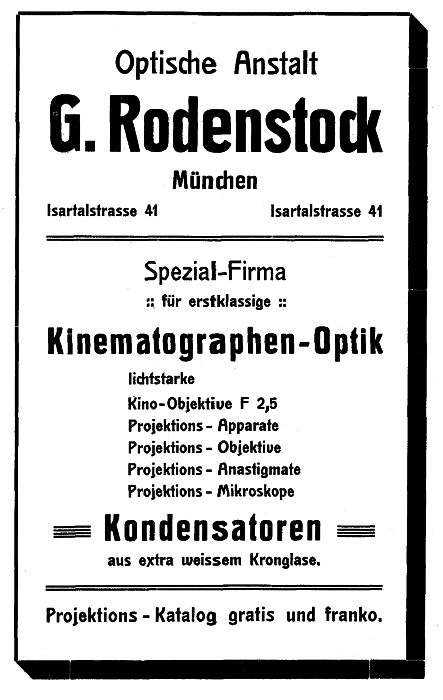 Optische Anstalt
G. Rodenstock
München
Isartalstrasse 41 Isartalstrasse 41
Spezial-Firma
:: für erstklassige ::
Kinematographen-Optik
lichtstarke
Kino-Objektive F 2,5
Projektions - Apparate
Projektions - Objektive
Projektions - Anastigmate
Projektions - Mikroskope
Kondensatoren
aus extra weissem Kronglase.
Projektions - Katalog gratis und franko.